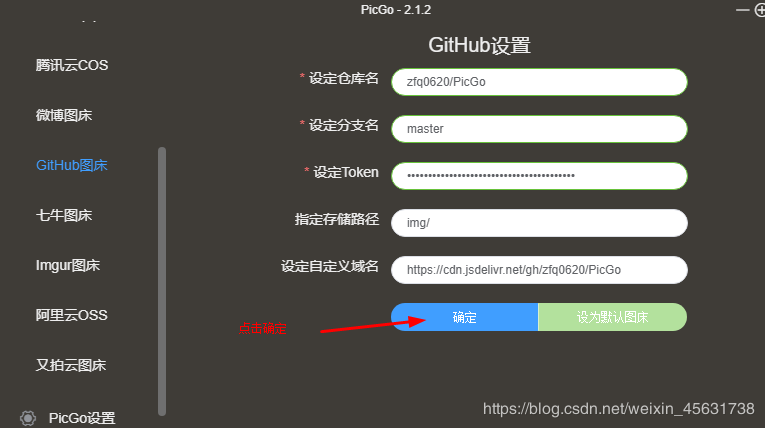 PicGo - 2.1.2
腾讯云COS
微博图床
GitHub图床
七牛图床
Imgur图床
阿里云OSS
又拍云图床
PicGo设置
GitHub设置
* 设定仓库名 zfq0620/PicGo
* 设定分支名 master
* 设定Token ••••••••••••••••••••••••••••••••••••••••
指定存储路径 img/
设定自定义域名 https://cdn.jsdelivr.net/gh/zfq0620/PicGo
点击确定
确定 设为默认图床
https://blog.csdn.net/weixin_45631738